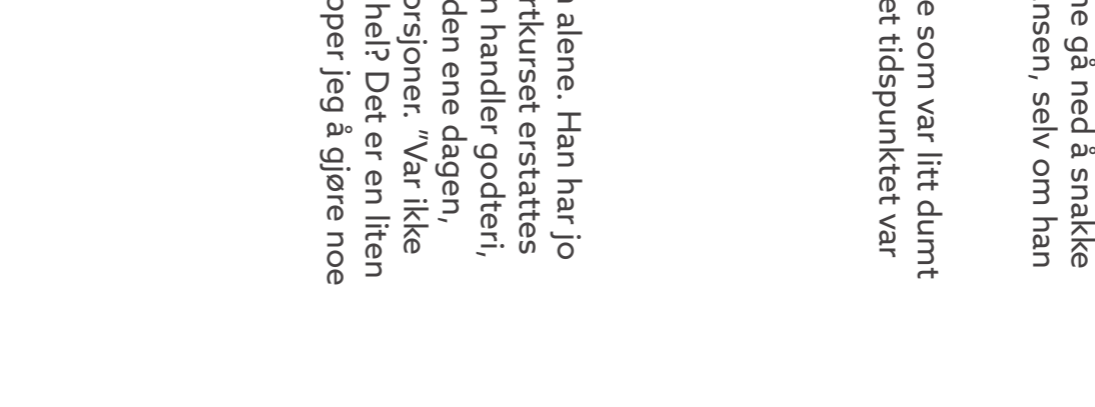 ne gå ned å snakke
nsen, selv om han
e som var litt dumt
et tidspunktet var
alene. Han har jo
rtkurset erstattes
n handler godteri,
den ene dagen,
orsjoner. "Var ikke
hel? Det er en liten
pper jeg å gjøre noe